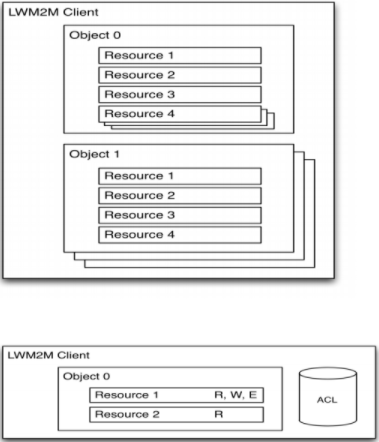 LWM2M Client
Object 0
Resource 1
Resource 2
Resource 3
Resource 4
Object 1
Resource 1
Resource 2
Resource 3
Resource 4
LWM2M Client
Object 0
Resource 1 R, W, E
Resource 2 R
ACL